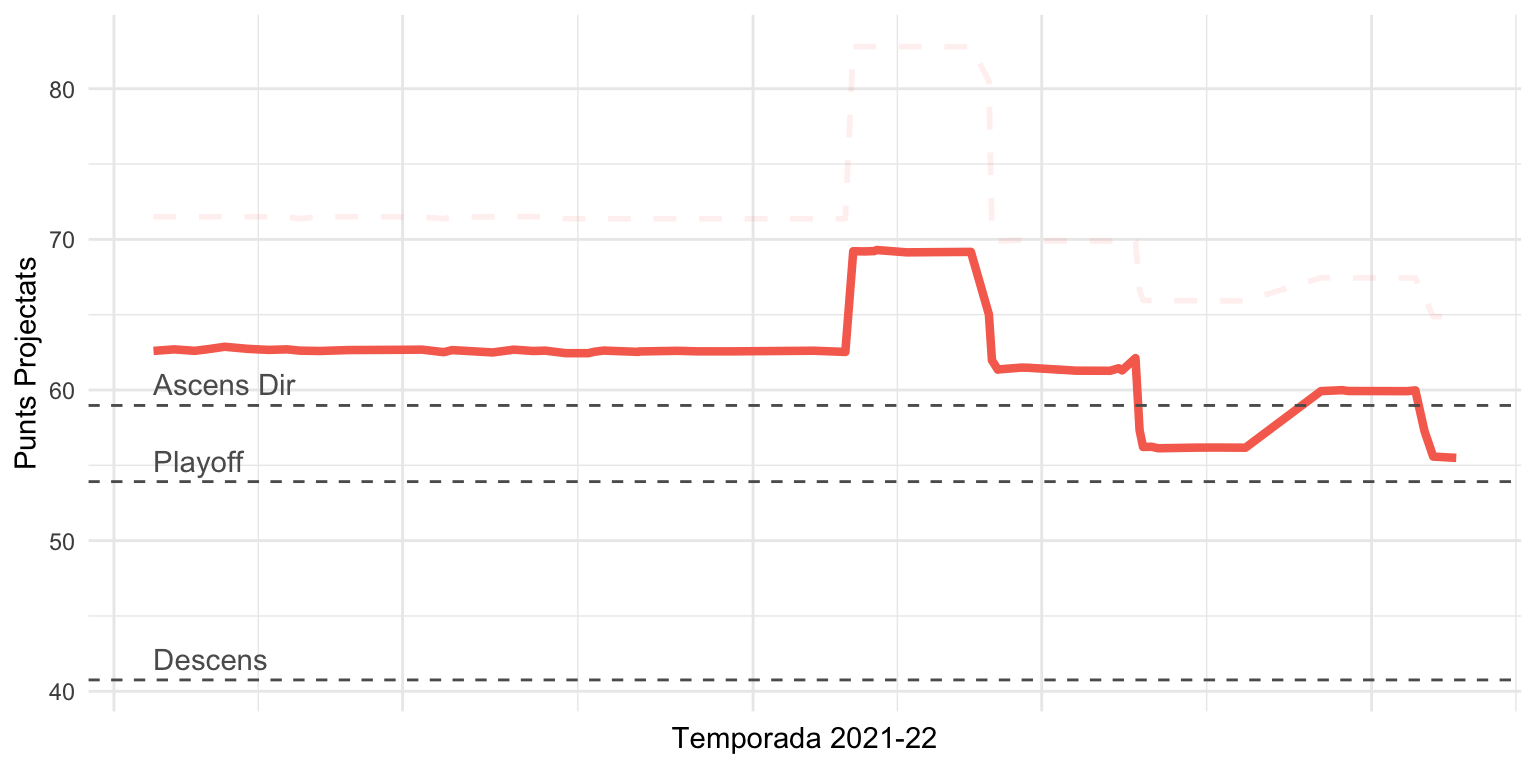 80
70
60
50
40
Punts Projectats
Ascens Dir
Playoff
Descens
Temporada 2021-22